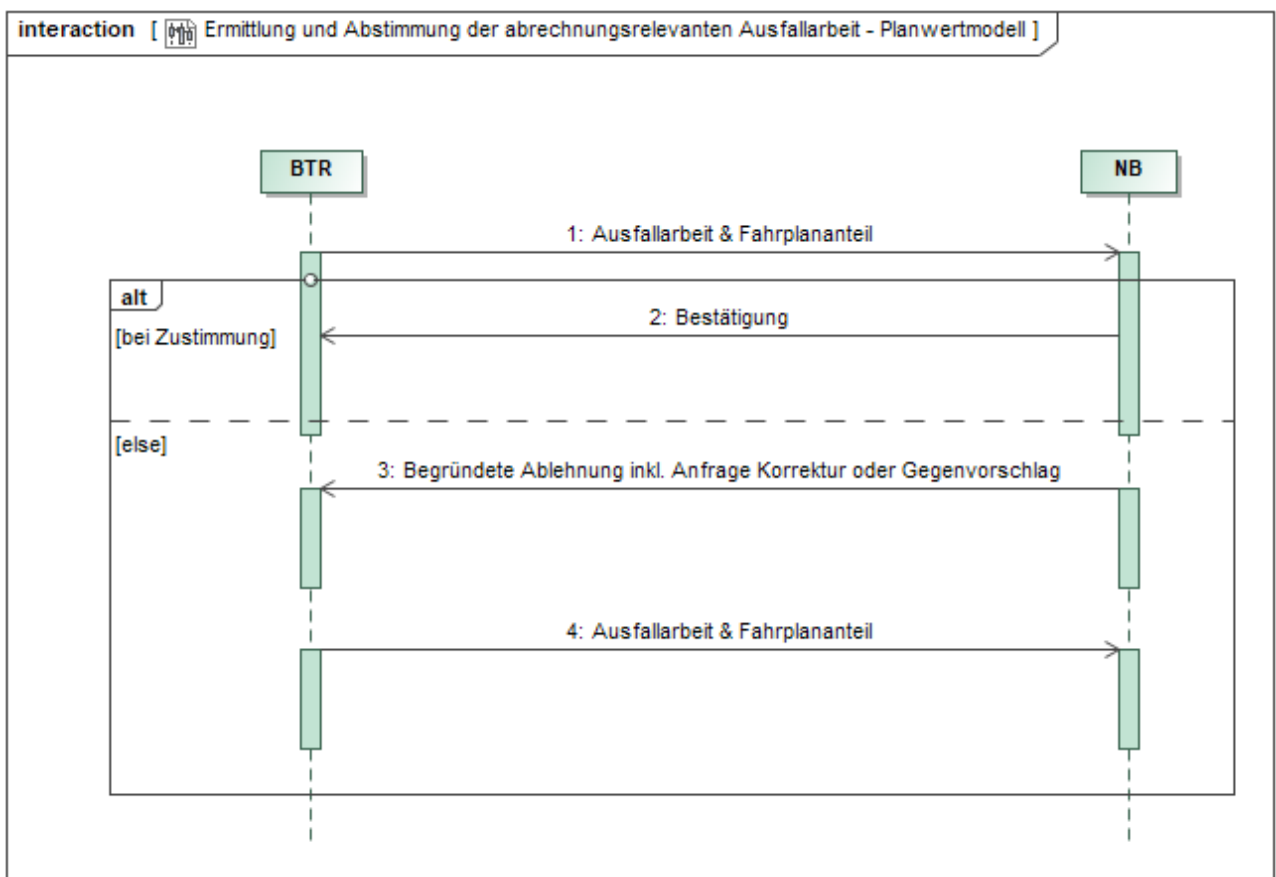 interaction [ Ermittlung und Abstimmung der abrechnungsrelevanten Ausfallarbeit - Planwertmodell ]
BTR
NB
1: Ausfallarbeit & Fahrplananteil
alt
2: Bestätigung
[bei Zustimmung]
[else]
3: Begründete Ablehnung inkl. Anfrage Korrektur oder Gegenvorschlag
4: Ausfallarbeit & Fahrplananteil